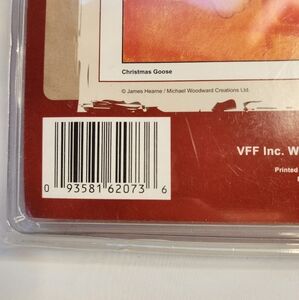 Christmas Goose
© James Hearne / Michael Woodward Creations Ltd.
VFF Inc. W
Printed
0 93581 62073 6